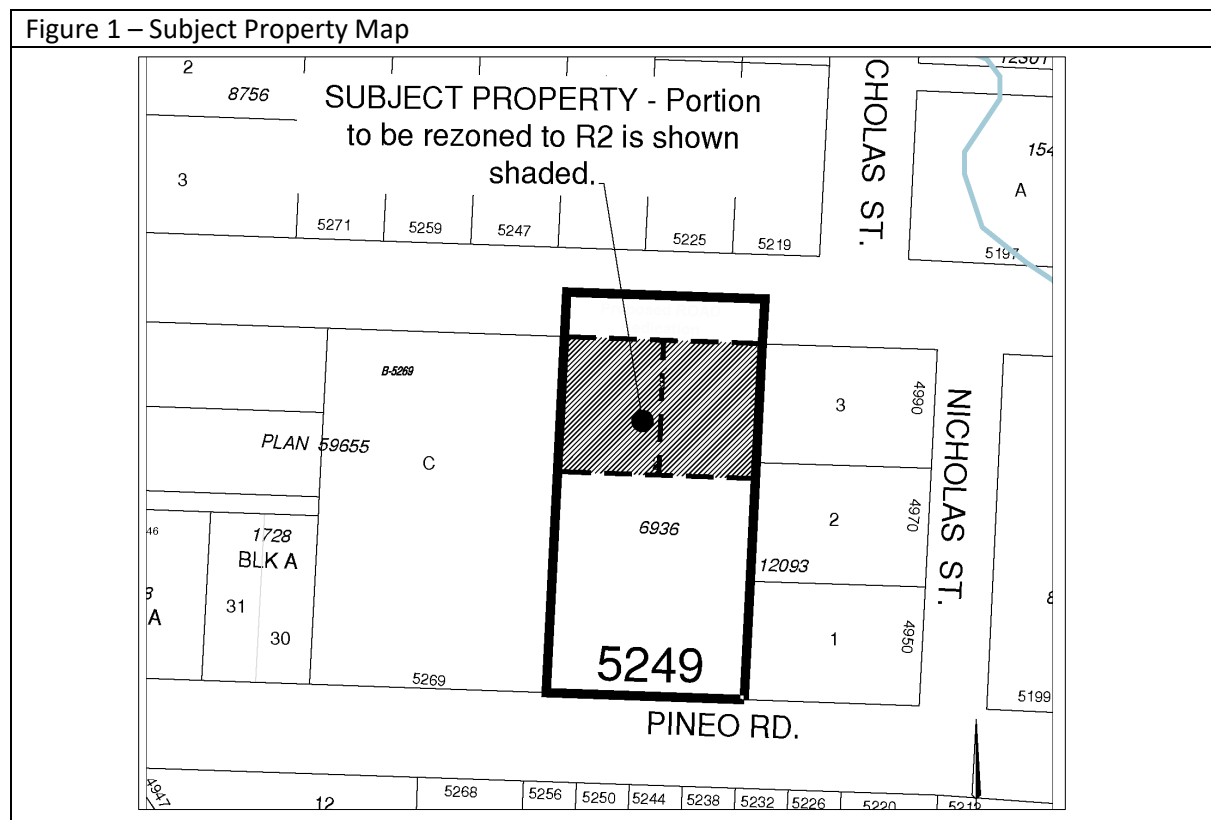 Figure 1 – Subject Property Map
2
8756
SUBJECT PROPERTY - Portion
to be rezoned to R2 is shown
shaded.
CHOLAS ST.
12301
154
A
3
5271
5259
5247
5225
5219
5197
B-5269
PLAN 59655
C
3
4990
NICHOLAS ST.
6936
2
4970
12093
46
1728
BLK A
31
30
A
1
4950
5249
5269
5199
PINEO RD.
4947
12
5268
5256
5250
5244
5238
5232
5226
5220